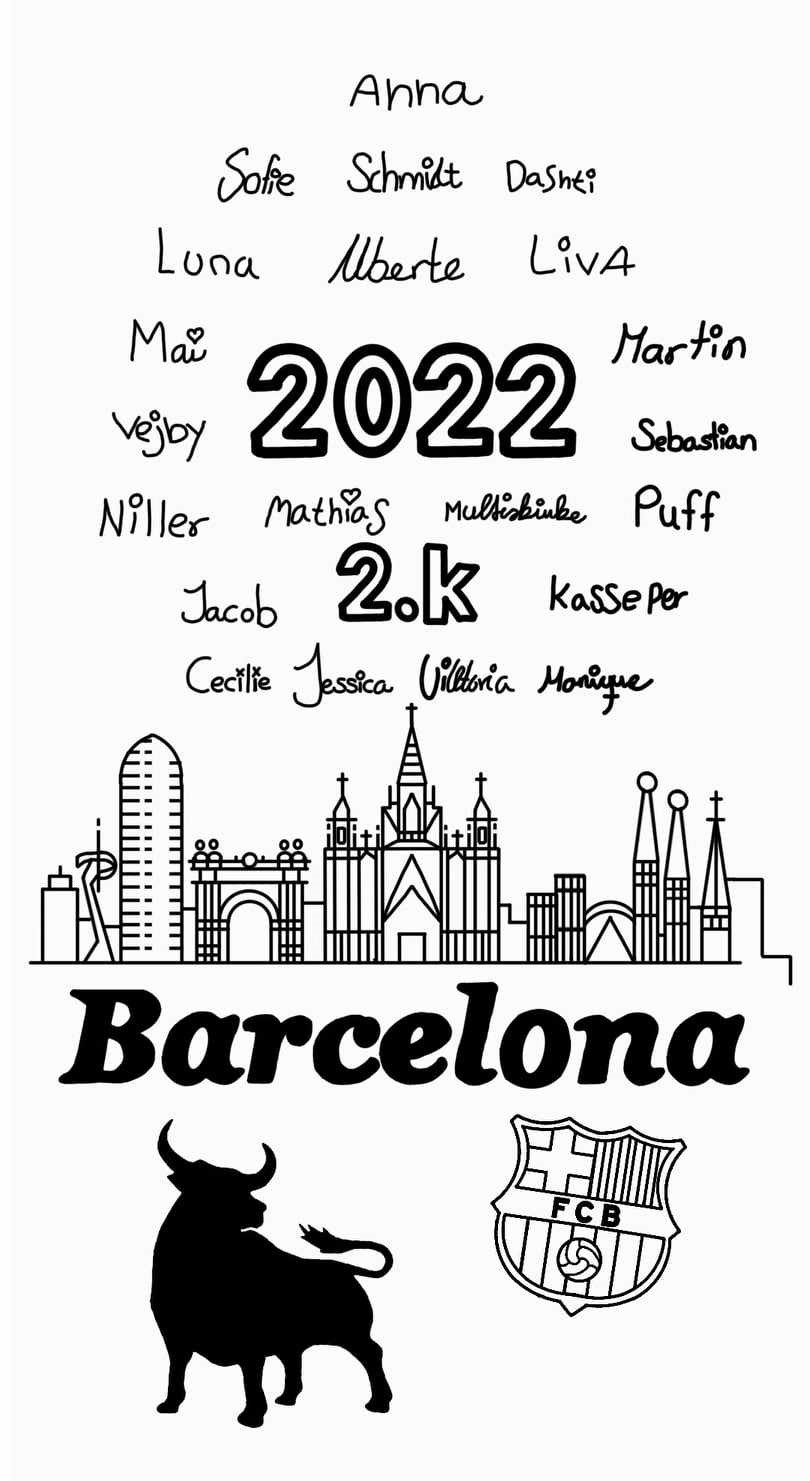 Anna
Sofie Schmidt Dashti
Luna Alberte LivA
Mai 2022 Martin
Vejby Sebastian
Niller Mathias Multiskinke Puff
Jacob 2.k Kasseper
Cecilie Jessica Viktoria Monique
Barcelona
FCB